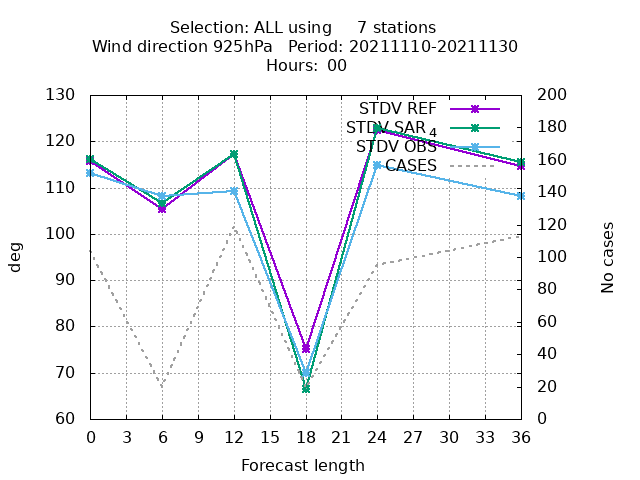 Selection: ALL using     7 stations
Wind direction 925hPa   Period: 20211110-20211130
Hours: 00
STDV REF
STDV SAR 4
STDV OBS
CASES
130
120
110
100
90
80
70
60
200
180
160
140
120
100
80
60
40
20
0
deg
No cases
0 3 6 9 12 15 18 21 24 27 30 33 36
Forecast length